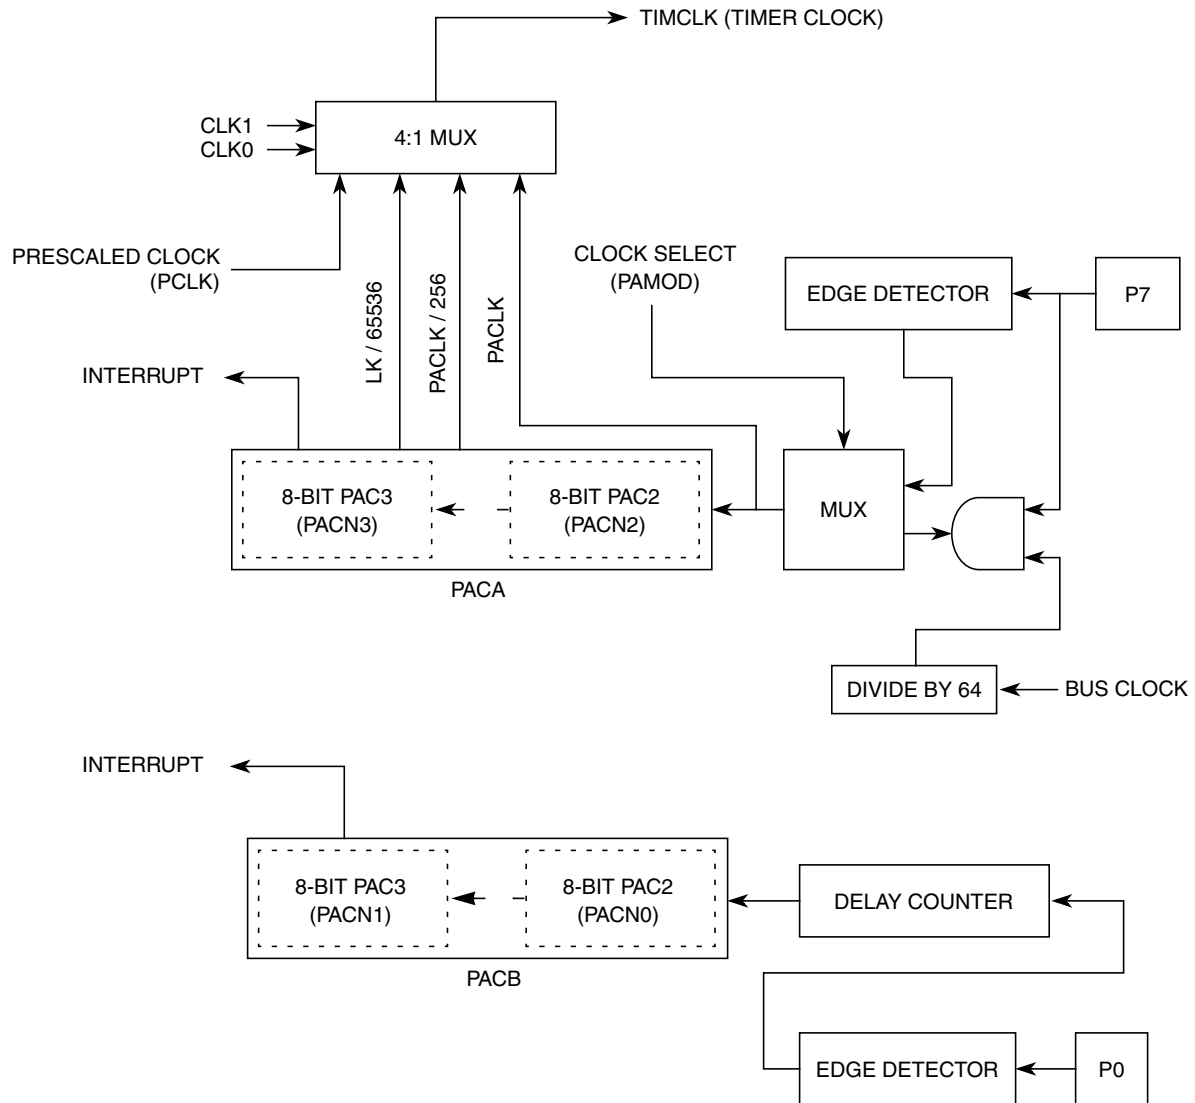 TIMCLK (TIMER CLOCK)
CLK1
CLK0
4:1 MUX
PRESCALED CLOCK
(PCLK)
CLOCK SELECT
(PAMOD)
EDGE DETECTOR
P7
LK / 65536
PACLK / 256
PACLK
INTERRUPT
8-BIT PAC3
(PACN3)
8-BIT PAC2
(PACN2)
MUX
PACA
DIVIDE BY 64
BUS CLOCK
INTERRUPT
8-BIT PAC3
(PACN1)
8-BIT PAC2
(PACN0)
DELAY COUNTER
PACB
EDGE DETECTOR
P0